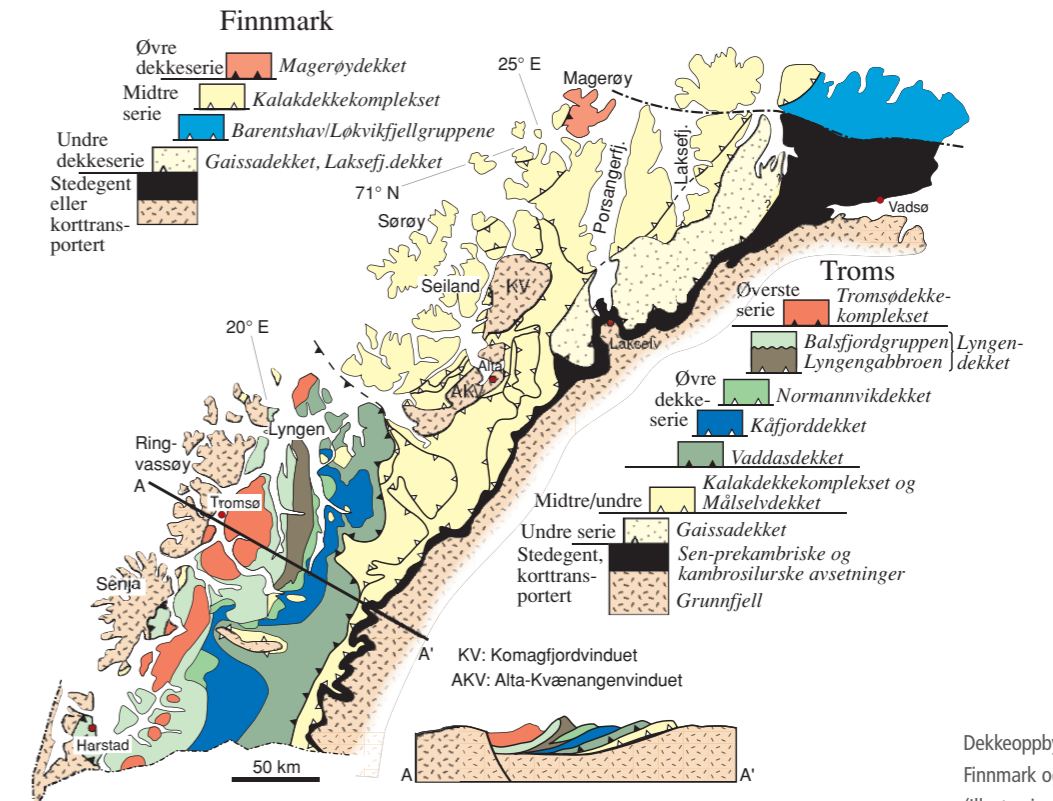 Finnmark
Øvre
dekkeserie
Magerøydekket
Midtre
serie
Kalakdekkekomplekset
Barentshav/Løkvikfjellgruppene
Undre
dekkeserie
Gaissadekket, Laksefj.dekket
Stedegent
eller
korttrans-
portert
25° E
Magerøy
71° N
Porsangerfj.
Laksefj.
Sørøy
Seiland
KV
?
Vadsø
Lakselv
Alta
AKV
20° E
Lyngen
Ring-
vassøy
A
Tromsø
Senja
A'
Harstad
50 km
Troms
Øverste
serie
Tromsødekke-
komplekset
Balsfjordgruppen
Lyngengabbroen
Lyngen-
dekket
Øvre
dekke-
serie
Normannvikdekket
Kåfjorddekket
Vaddasdekket
Midtre/undre
Kalakdekkekomplekset og
Målselvdekket
Undre serie
Gaissadekket
Stedegent,
korttrans-
portert
Sen-prekambriske og
kambrosilurske avsetninger
Grunnfjell
KV: Komagfjordvinduet
AKV: Alta-Kvænangenvinduet
A
A'
Dekkeoppby
Finnmark o